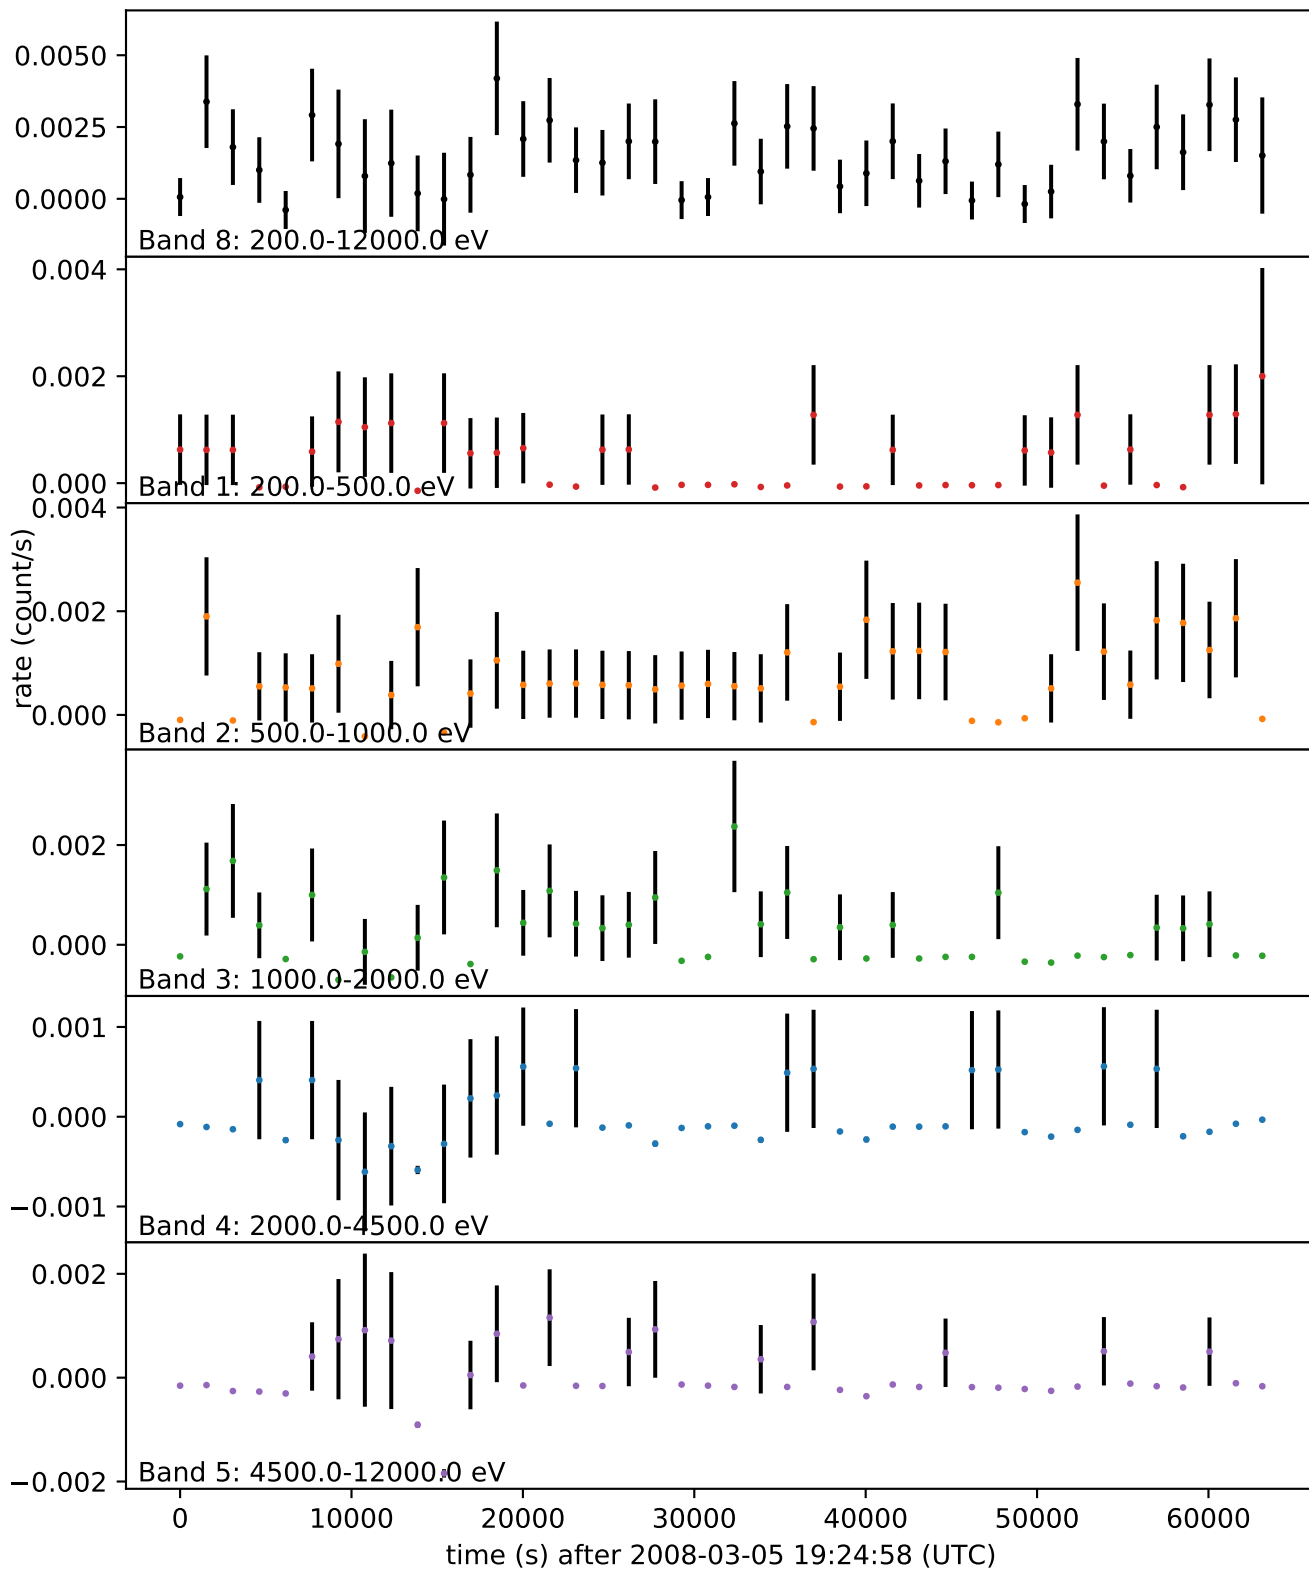 0.0050
0.0025
0.0000
Band 8: 200.0-12000.0 eV
0.004
0.002
0.000
Band 1: 200.0-500.0 eV
0.004
0.002
0.000
Band 2: 500.0-1000.0 eV
rate (count/s)
0.002
0.000
Band 3: 1000.0-2000.0 eV
0.001
0.000
−0.001
Band 4: 2000.0-4500.0 eV
0.002
0.000
−0.002
Band 5: 4500.0-12000.0 eV
0 10000 20000 30000 40000 50000 60000
time (s) after 2008-03-05 19:24:58 (UTC)